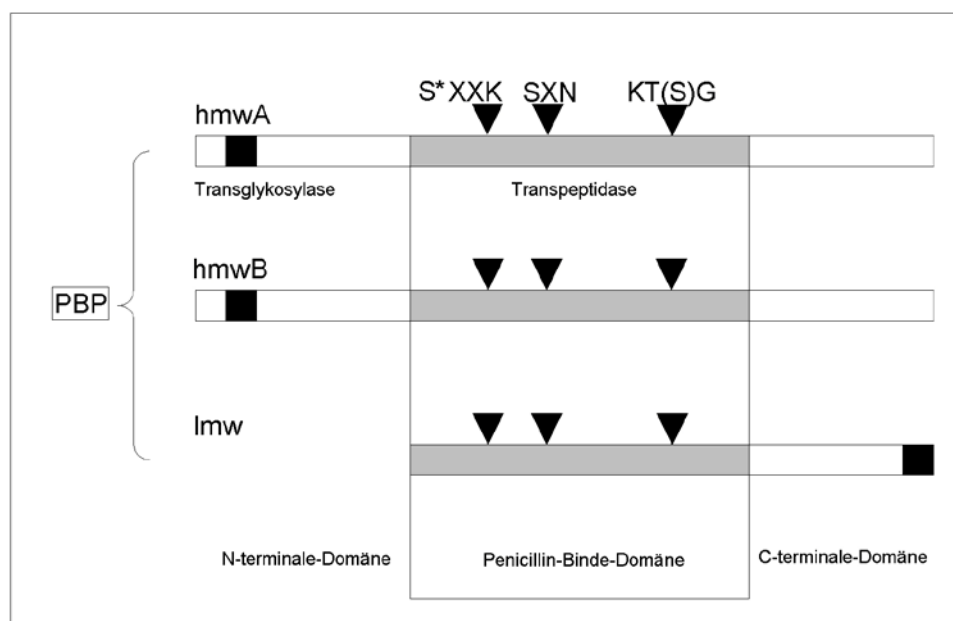 S*XXK SXN KT(S)G
hmwA
Transglykosylase Transpeptidase
hmwB
PBP
lmw
N-terminale-Domäne Penicillin-Binde-Domäne C-terminale-Domäne